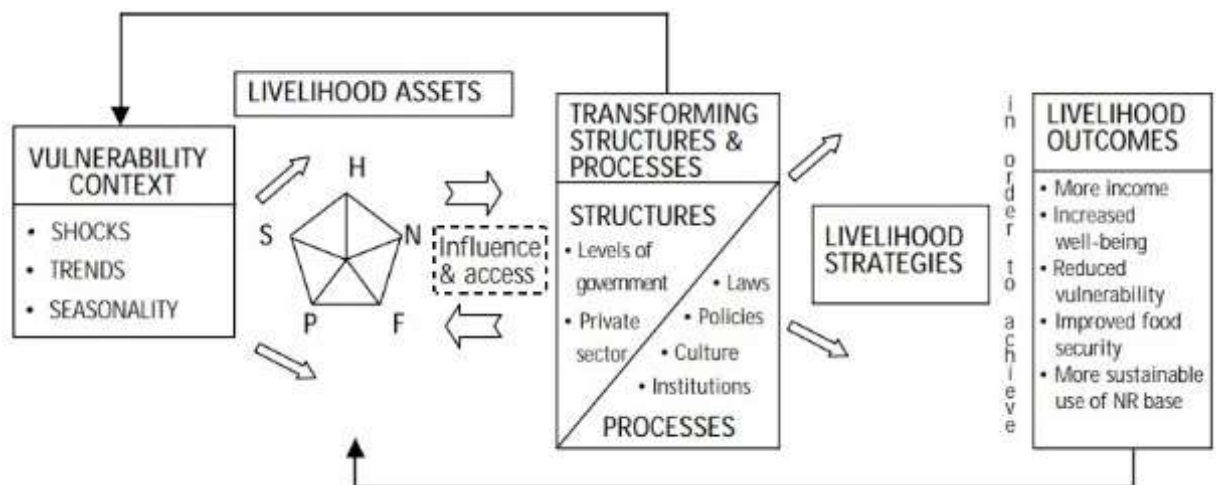 LIVELIHOOD ASSETS
VULNERABILITY
CONTEXT
• SHOCKS
• TRENDS
• SEASONALITY
H
S
N
P
F
Influence
& access
TRANSFORMING
STRUCTURES &
PROCESSES
STRUCTURES
• Levels of
government
• Private
sector
• Laws
• Policies
• Culture
• Institutions
PROCESSES
LIVELIHOOD
STRATEGIES
in order to achieve
LIVELIHOOD
OUTCOMES
• More income
• Increased
well-being
• Reduced
vulnerability
• Improved food
security
• More sustainable
use of NR base